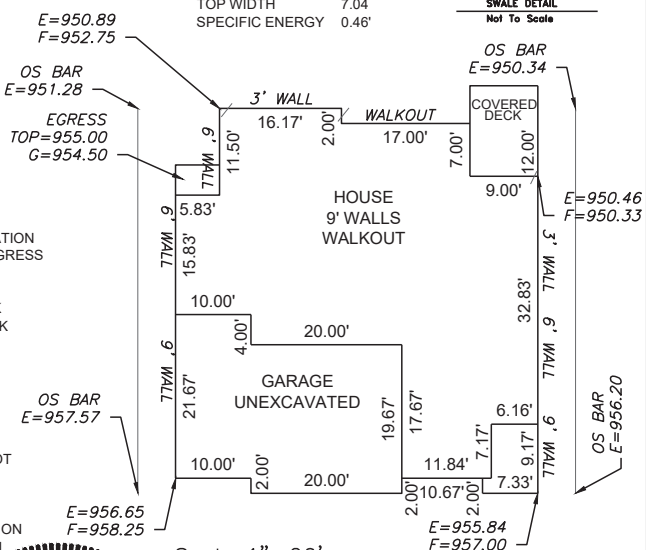 TOP WIDTH 7.04
SPECIFIC ENERGY 0.46'
SWALE DETAIL
Not To Scale
E=950.89
F=952.75
OS BAR
E=951.28
EGRESS
TOP=955.00
G=954.50
3' WALL
16.17'
2.00'
WALKOUT
17.00'
OS BAR
E=950.34
COVERED
DECK
12.00'
7.00'
9.00'
6' WALL
11.50'
5.83'
HOUSE
9' WALLS
WALKOUT
E=950.46
F=950.33
6' WALL
15.83'
3' WALL
32.83'
6' WALL
10.00'
4.00'
20.00'
9' WALL
21.67'
GARAGE
UNEXCAVATED
19.67'
17.67'
OS BAR
E=957.57
6.16'
7.17'
9.17'
9' WALL
OS BAR
E=956.20
10.00'
2.00'
20.00'
11.84'
2.00'
10.67'
2.00'
7.33'
E=956.65
F=958.25
E=955.84
F=957.00